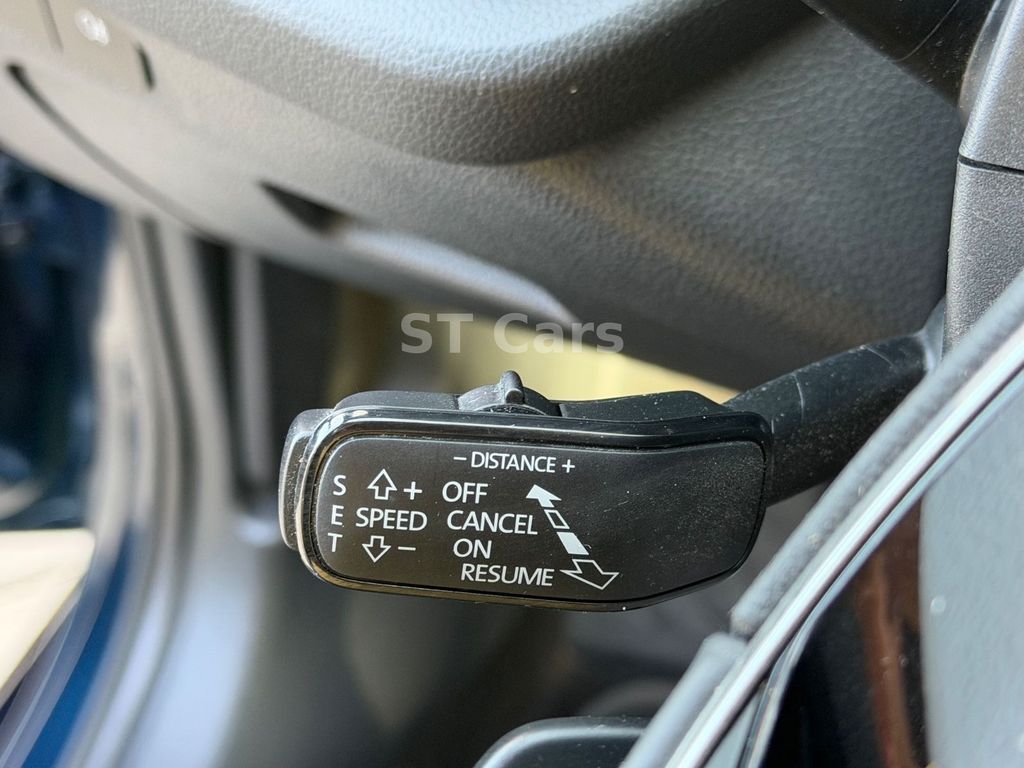 ST Cars
– DISTANCE +
S + OFF
E SPEED CANCEL
T – ON
RESUME